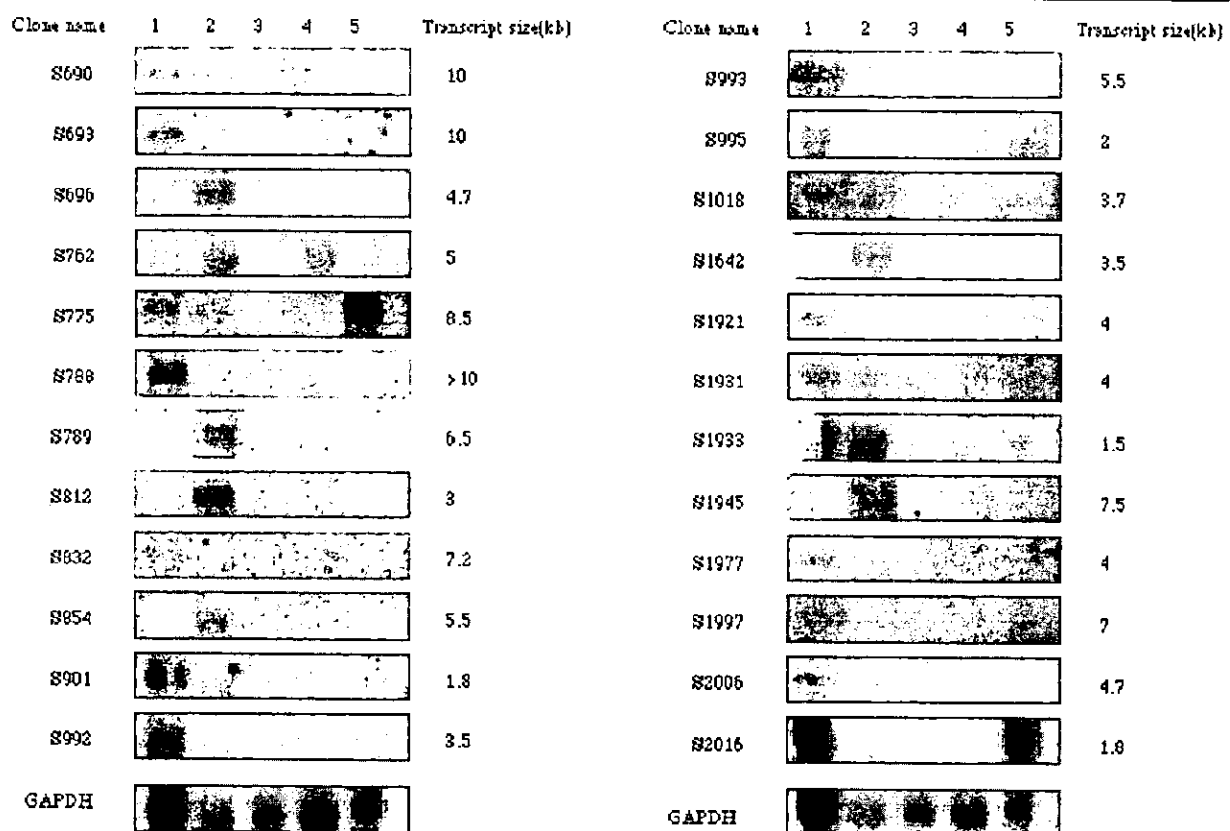 Clone name 1 2 3 4 5 Transcript size(kb)
S690 10
S693 10
S696 4.7
S762 5
S775 8.5
S788 >10
S789 6.5
S812 3
S832 7.2
S854 5.5
S901 1.8
S992 3.5
GAPDH
Clone name 1 2 3 4 5 Transcript size(kb)
S993 5.5
S995 2
S1018 3.7
S1642 3.5
S1921 4
S1931 4
S1933 1.5
S1945 7.5
S1977 4
S1997 7
S2006 4.7
S2016 1.8
GAPDH